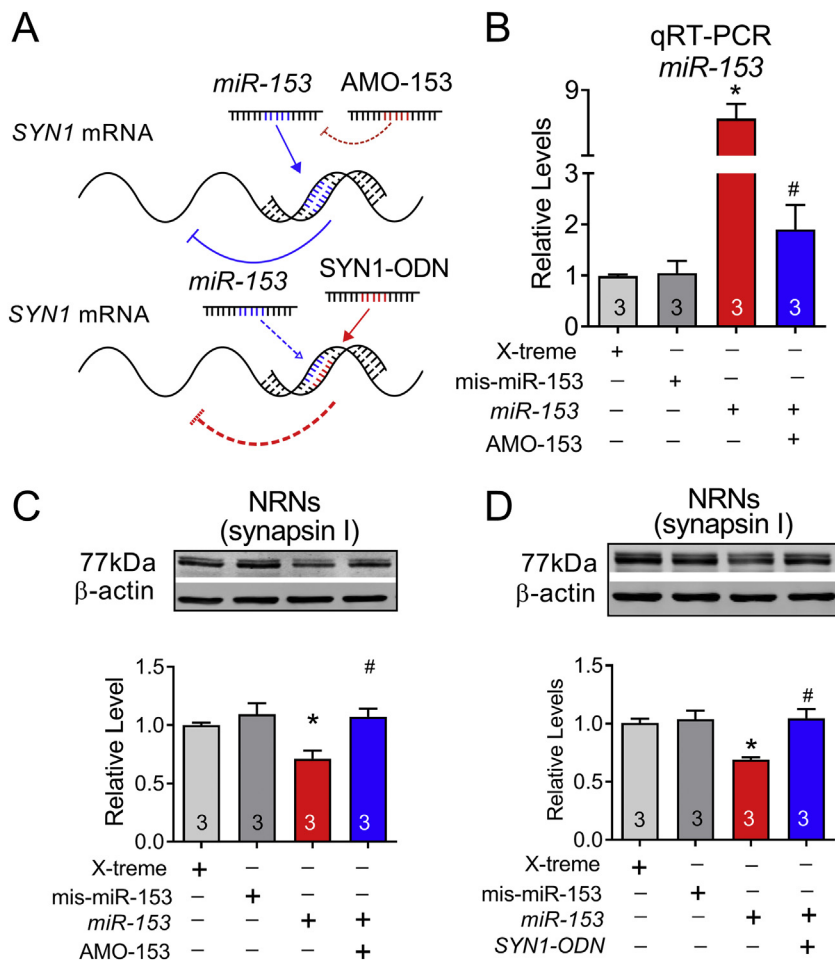 A
miR-153
AMO-153
SYN1 mRNA
miR-153
SYN1-ODN
SYN1 mRNA
B
qRT-PCR
miR-153
Relative Levels
9
3
2
1
0
*
#
3 3 3 3
X-treme + – – –
mis-miR-153 – + – –
miR-153 – – + +
AMO-153 – – – +
C
NRNs
(synapsin I)
77kDa
β-actin
Relative Level
1.5
1.0
0.5
0.0
*
#
3 3 3 3
X-treme + – – –
mis-miR-153 – + – –
miR-153 – – + +
AMO-153 – – – +
D
NRNs
(synapsin I)
77kDa
β-actin
Relative Levels
1.5
1.0
0.5
0.0
*
#
3 3 3 3
X-treme + – – –
mis-miR-153 – + – –
miR-153 – – + +
SYN1-ODN – – – +